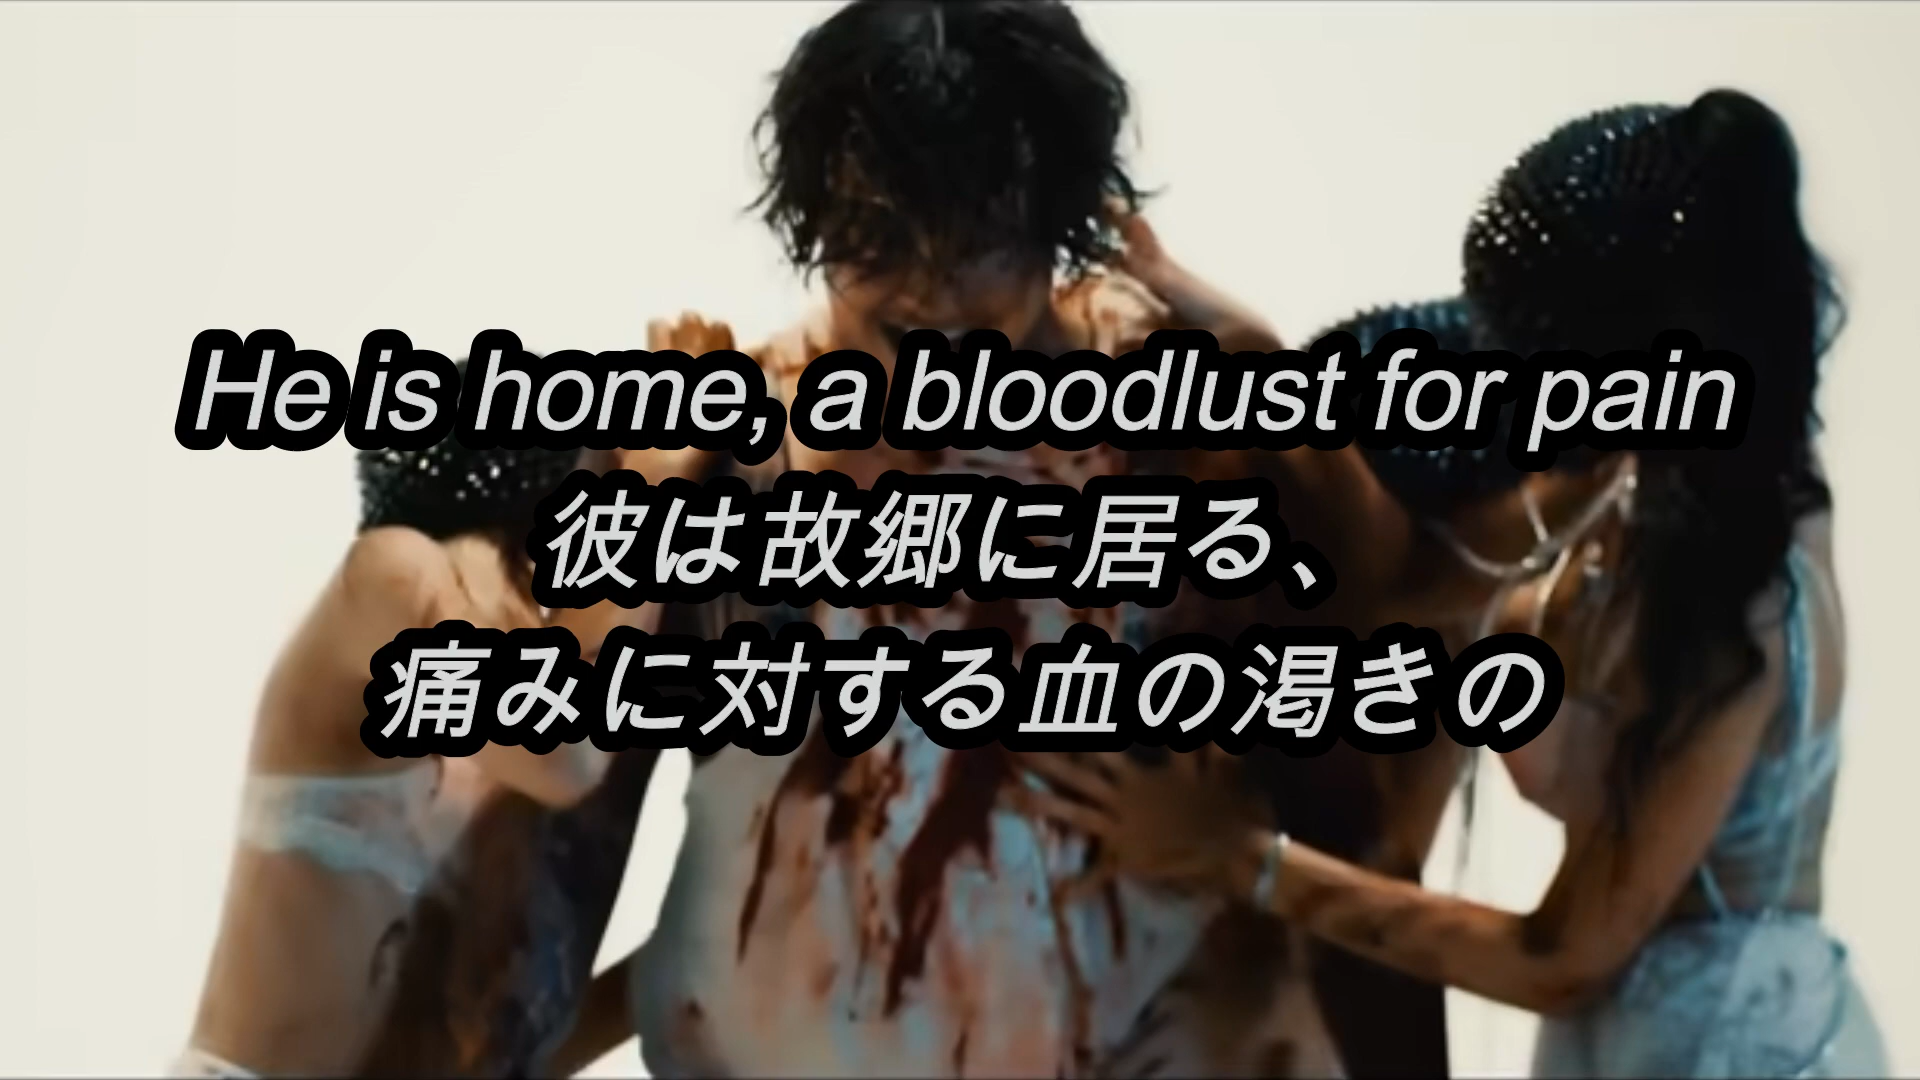 He is home, a bloodlust for pain
彼は故郷に居る、
痛みに対する血の渇きの